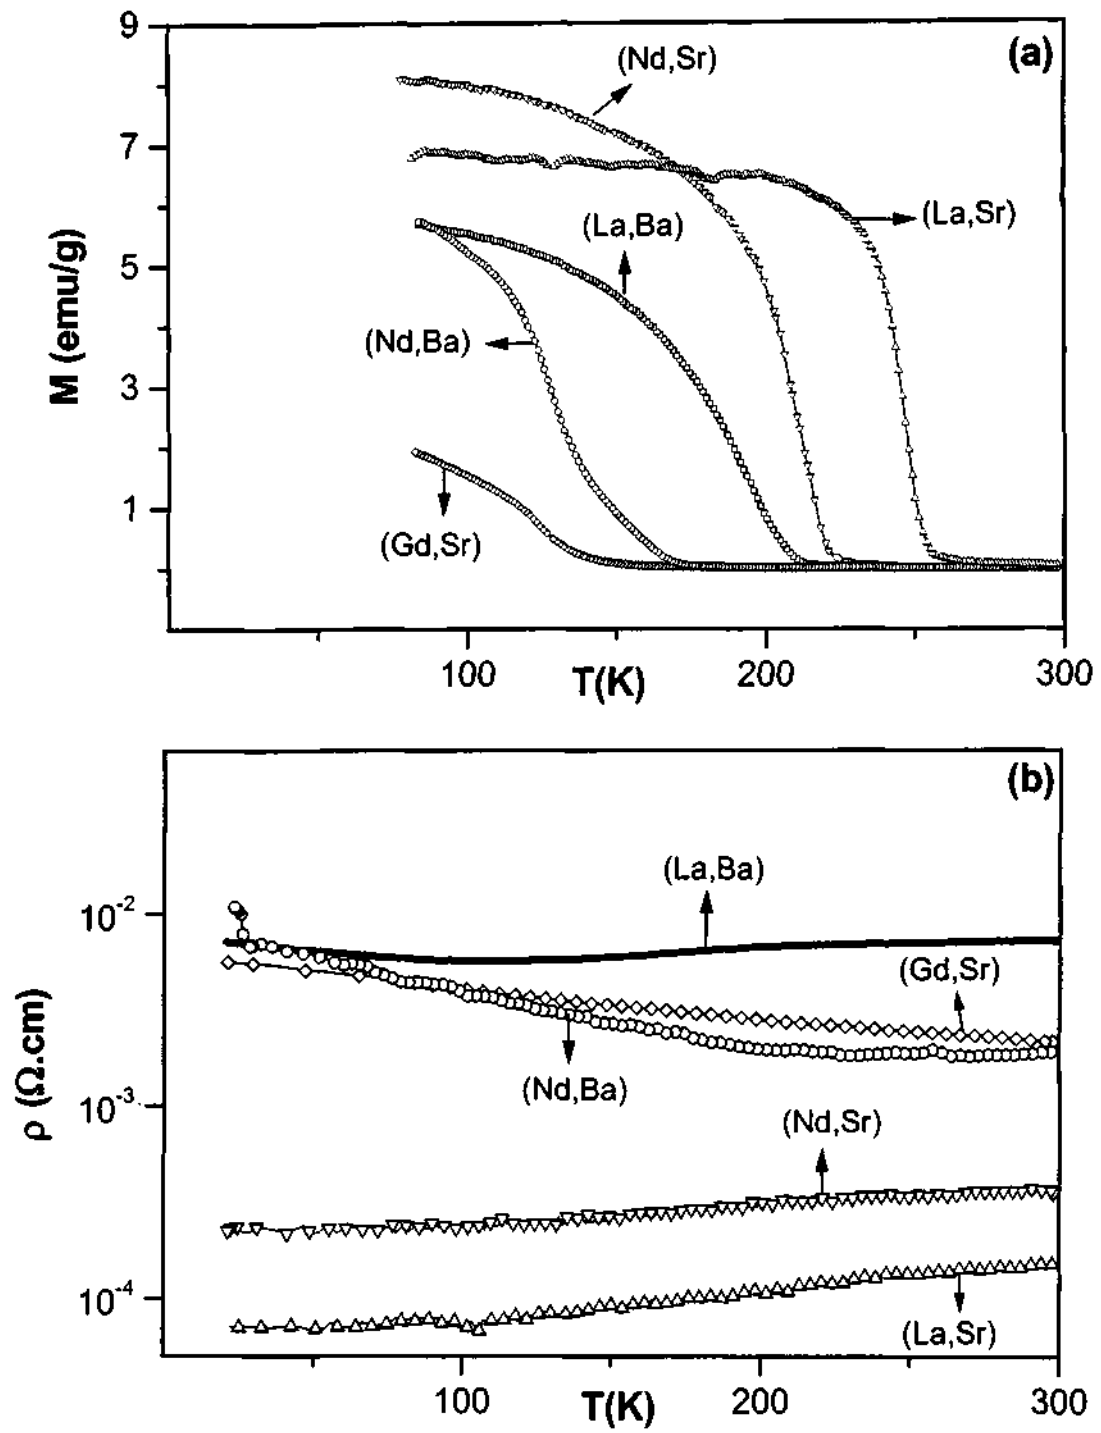 9
(a)
(Nd,Sr)
7
(La,Sr)
(La,Ba)
M (emu/g)
5
(Nd,Ba)
3
1
(Gd,Sr)
100
T(K)
200
300
(b)
(La,Ba)
10-2
(Gd,Sr)
ρ (Ω.cm)
(Nd,Ba)
10-3
(Nd,Sr)
10-4
(La,Sr)
100
T(K)
200
300